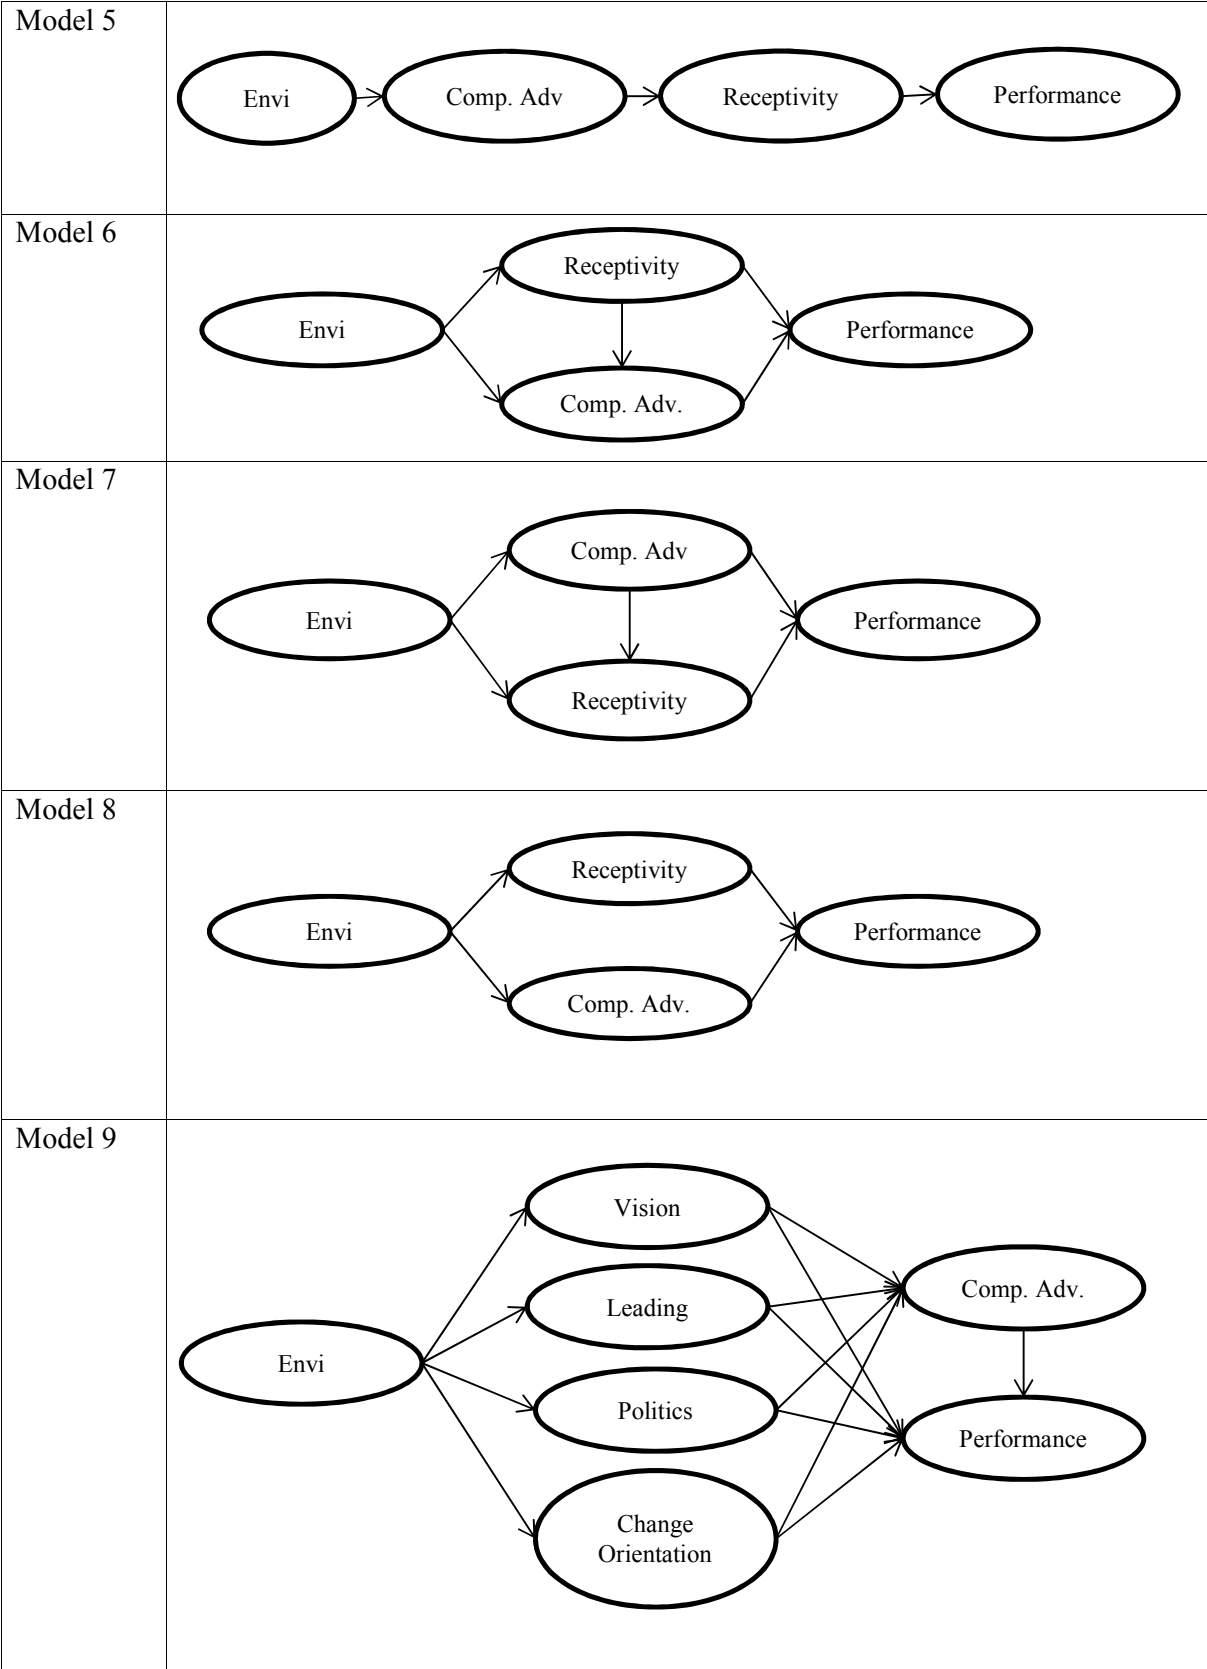 Model 5
Envi
Comp. Adv
Receptivity
Performance
Model 6
Receptivity
Envi
Performance
Comp. Adv.
Model 7
Comp. Adv
Envi
Performance
Receptivity
Model 8
Receptivity
Envi
Performance
Comp. Adv.
Model 9
Vision
Comp. Adv.
Leading
Envi
Politics
Performance
Change
Orientation